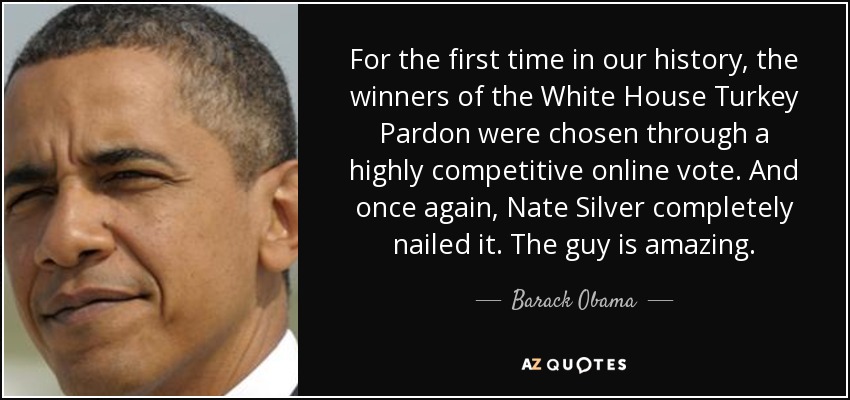 For the first time in our history, the
winners of the White House Turkey
Pardon were chosen through a
highly competitive online vote. And
once again, Nate Silver completely
nailed it. The guy is amazing.
Barack Obama
AZ QUOTES